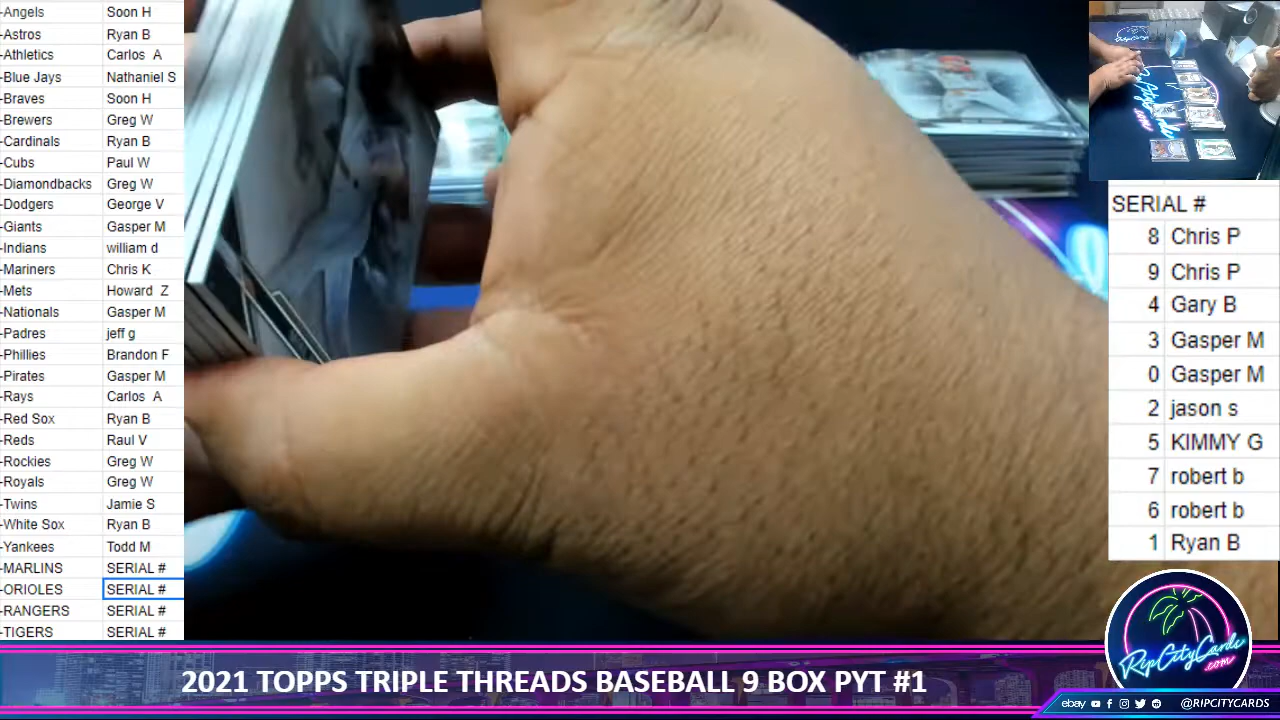 -Angels Soon H
-Astros Ryan B
-Athletics Carlos A
-Blue Jays Nathaniel S
-Braves Soon H
-Brewers Greg W
-Cardinals Ryan B
-Cubs Paul W
-Diamondbacks Greg W
-Dodgers George V
-Giants Gasper M
-Indians william d
-Mariners Chris K
-Mets Howard Z
-Nationals Gasper M
-Padres jeff g
-Phillies Brandon F
-Pirates Gasper M
-Rays Carlos A
-Red Sox Ryan B
-Reds Raul V
-Rockies Greg W
-Royals Greg W
-Twins Jamie S
-White Sox Ryan B
-Yankees Todd M
-MARLINS SERIAL #
-ORIOLES SERIAL #
-RANGERS SERIAL #
-TIGERS SERIAL #
SERIAL #
8 Chris P
9 Chris P
4 Gary B
3 Gasper M
0 Gasper M
2 jason s
5 KIMMY G
7 robert b
6 robert b
1 Ryan B
RipCityCards
.com
2021 TOPPS TRIPLE THREADS BASEBALL 9 BOX PYT #1
ebay @RIPCITYCARDS